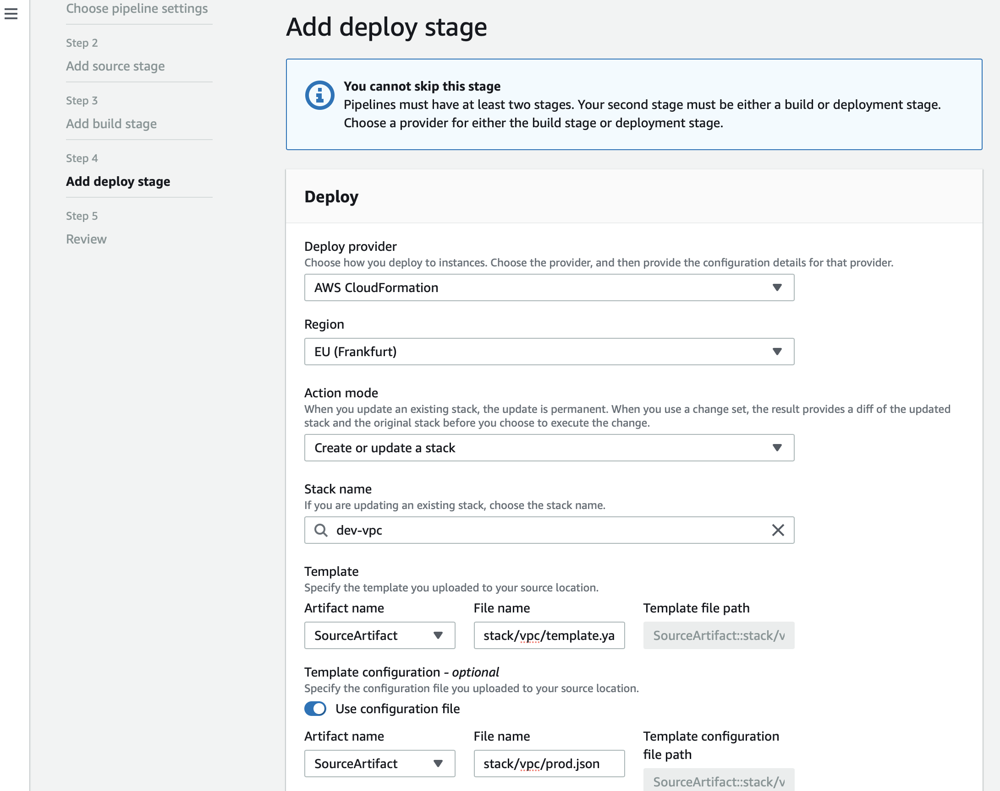 Choose pipeline settings
Step 2
Add source stage
Step 3
Add build stage
Step 4
Add deploy stage
Step 5
Review
Add deploy stage
You cannot skip this stage
Pipelines must have at least two stages. Your second stage must be either a build or deployment stage.
Choose a provider for either the build stage or deployment stage.
Deploy
Deploy provider
Choose how you deploy to instances. Choose the provider, and then provide the configuration details for that provider.
AWS CloudFormation
Region
EU (Frankfurt)
Action mode
When you update an existing stack, the update is permanent. When you use a change set, the result provides a diff of the updated
stack and the original stack before you choose to execute the change.
Create or update a stack
Stack name
If you are updating an existing stack, choose the stack name.
dev-vpc
Template
Specify the template you uploaded to your source location.
Artifact name File name Template file path
SourceArtifact stack/vpc/template.ya SourceArtifact::stack/v
Template configuration - optional
Specify the configuration file you uploaded to your source location.
Use configuration file
Artifact name File name Template configuration
file path
SourceArtifact stack/vpc/prod.json
SourceArtifact::stack/v